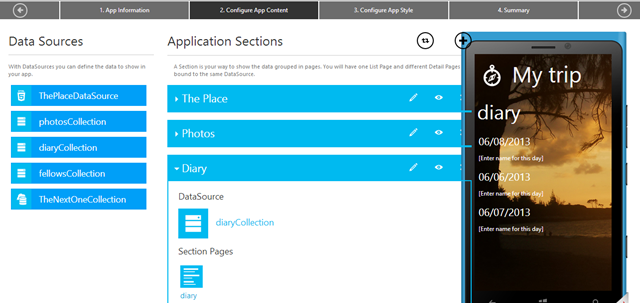 1. App Information
2. Configure App Content
3. Configure App Style
4. Summary
Data Sources
With DataSources you can define the data to show in
your app.
ThePlaceDataSource
photosCollection
diaryCollection
fellowsCollection
TheNextOneCollection
Application Sections
A Section is your way to show the data grouped in pages. You will have one List Page and different Detail Pages
bound to the same DataSource.
The Place
Photos
Diary
DataSource
diaryCollection
Section Pages
diary
My trip
diary
06/08/2013
[Enter name for this day]
06/06/2013
[Enter name for this day]
06/07/2013
[Enter name for this day]